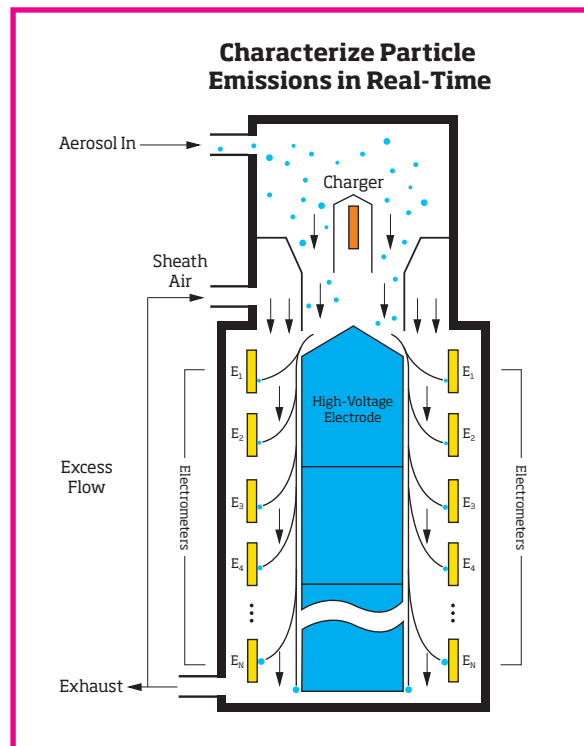 Characterize Particle
Emissions in Real-Time
Aerosol In
Charger
Sheath
Air
E1
E1
High-Voltage
Electrode
E2
E2
Excess
Flow
Electrometers
Electrometers
E3
E3
E4
E4
EN
EN
Exhaust